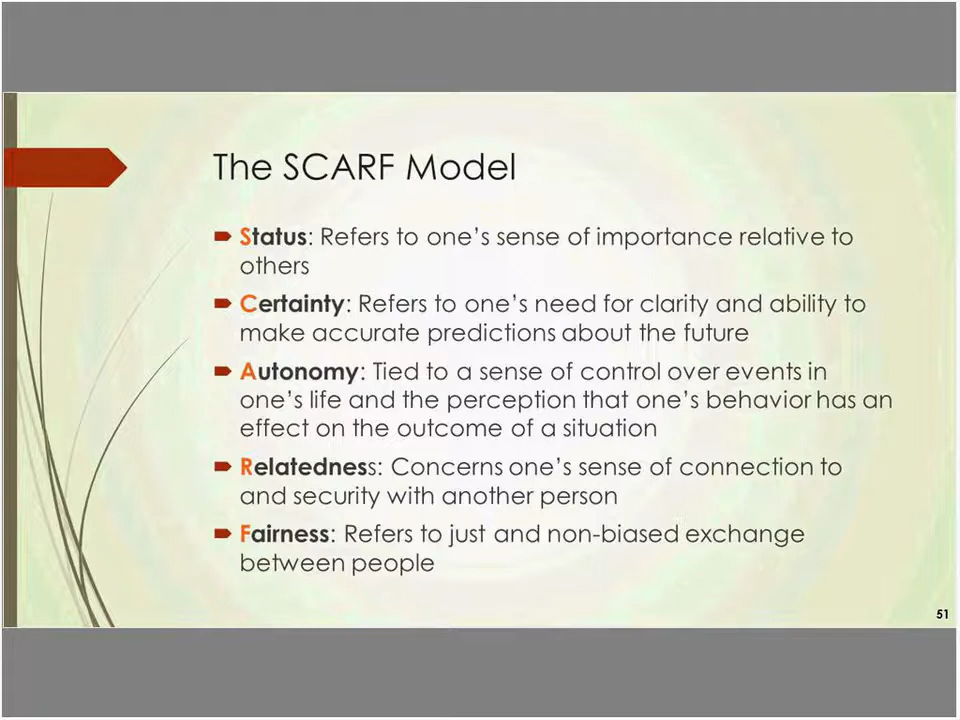 The SCARF Model
Status: Refers to one’s sense of importance relative to
others
Certainty: Refers to one’s need for clarity and ability to
make accurate predictions about the future
Autonomy: Tied to a sense of control over events in
one’s life and the perception that one’s behavior has an
effect on the outcome of a situation
Relatedness: Concerns one’s sense of connection to
and security with another person
Fairness: Refers to just and non-biased exchange
between people
51